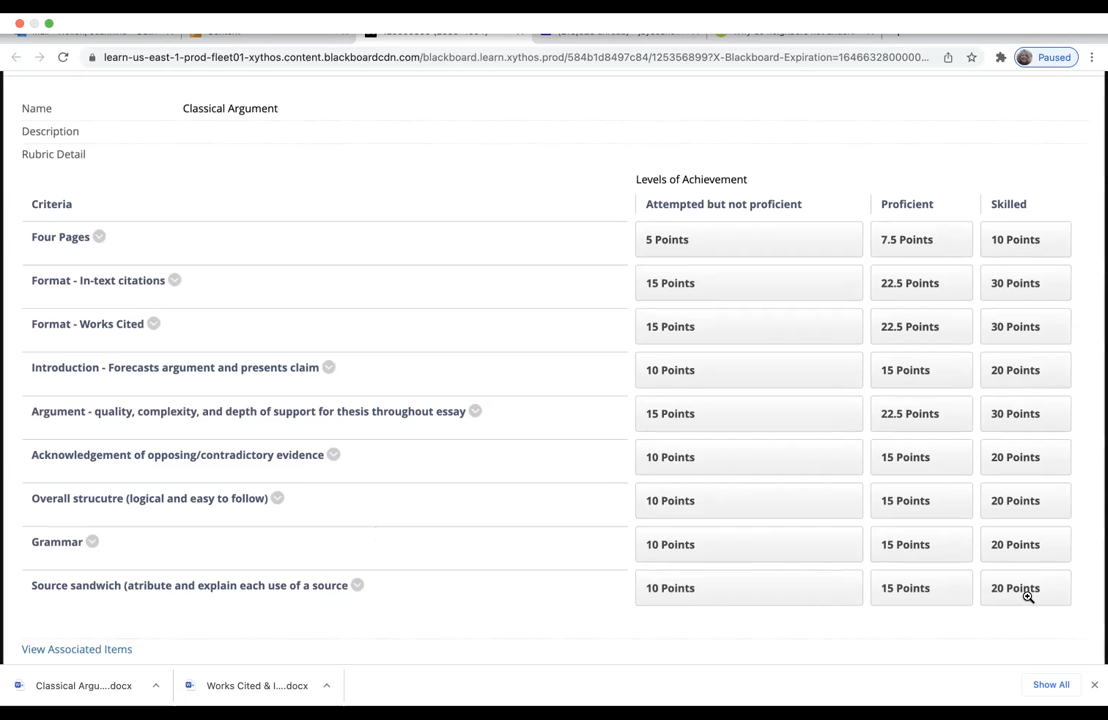 learn-us-east-1-prod-fleet01-xythos.content.blackboardcdn.com/blackboard.learn.xythos.prod/584b1d8497c84/125356899?X-Blackboard-Expiration=1646632800000...
Paused
Name Classical Argument
Description
Rubric Detail
Levels of Achievement
Criteria Attempted but not proficient Proficient Skilled
Four Pages 5 Points 7.5 Points 10 Points
Format - In-text citations 15 Points 22.5 Points 30 Points
Format - Works Cited 15 Points 22.5 Points 30 Points
Introduction - Forecasts argument and presents claim 10 Points 15 Points 20 Points
Argument - quality, complexity, and depth of support for thesis throughout essay 15 Points 22.5 Points 30 Points
Acknowledgement of opposing/contradictory evidence 10 Points 15 Points 20 Points
Overall strucutre (logical and easy to follow) 10 Points 15 Points 20 Points
Grammar 10 Points 15 Points 20 Points
Source sandwich (atribute and explain each use of a source 10 Points 15 Points 20 Points
View Associated Items
Classical Argu....docx Works Cited & I....docx Show All